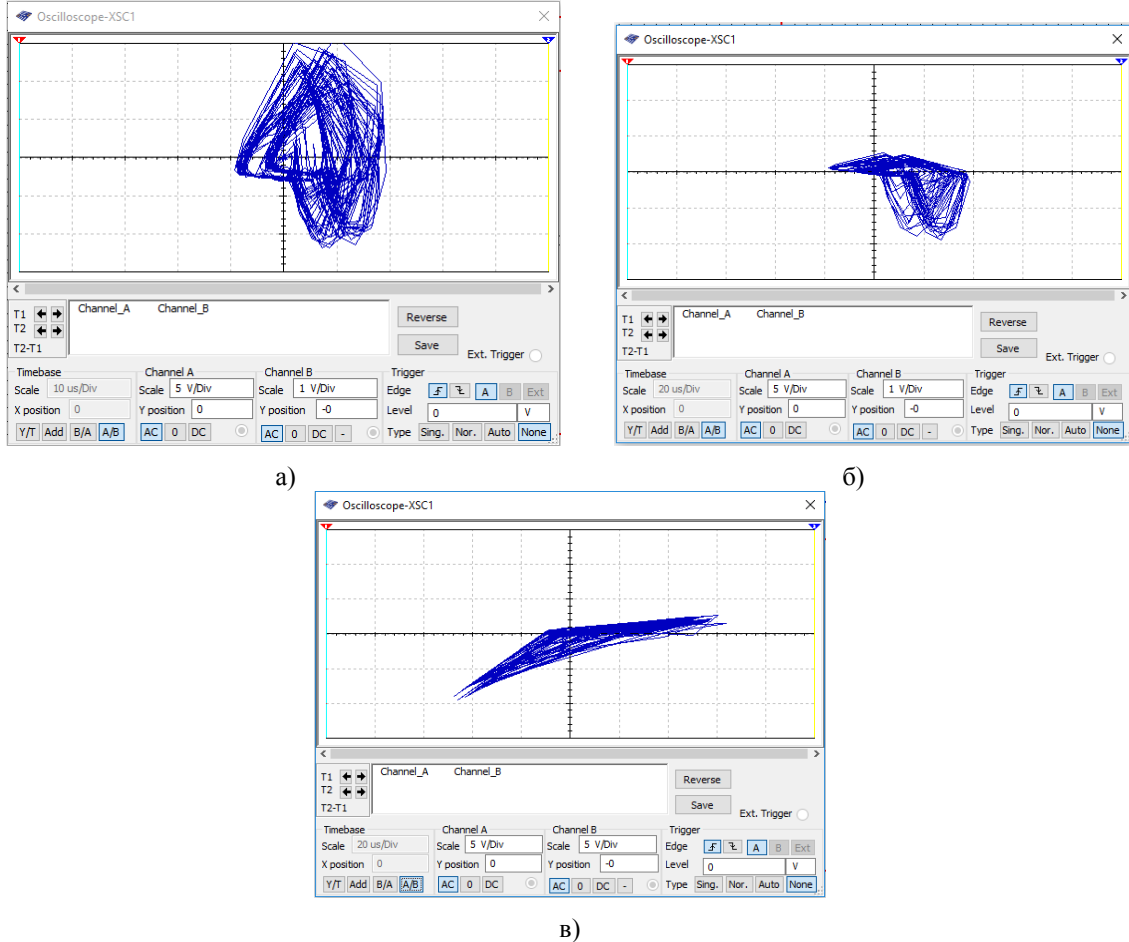 Oscilloscope-XSC1
T1
T2
T2-T1
Channel_A Channel_B
Reverse
Save
Ext. Trigger
Timebase
Scale 10 us/Div
X position 0
Y/T Add B/A A/B
Channel A
Scale 5 V/Div
Y position 0
AC 0 DC
Channel B
Scale 1 V/Div
Y position -0
AC 0 DC -
Trigger
Edge A B Ext
Level 0 V
Type Sing. Nor. Auto None
а)
Oscilloscope-XSC1
T1
T2
T2-T1
Channel_A Channel_B
Reverse
Save
Ext. Trigger
Timebase
Scale 20 us/Div
X position 0
Y/T Add B/A A/B
Channel A
Scale 5 V/Div
Y position 0
AC 0 DC
Channel B
Scale 1 V/Div
Y position -0
AC 0 DC -
Trigger
Edge A B Ext
Level 0 V
Type Sing. Nor. Auto None
б)
Oscilloscope-XSC1
T1
T2
T2-T1
Channel_A Channel_B
Reverse
Save
Ext. Trigger
Timebase
Scale 20 us/Div
X position 0
Y/T Add B/A A/B
Channel A
Scale 5 V/Div
Y position 0
AC 0 DC
Channel B
Scale 5 V/Div
Y position -0
AC 0 DC -
Trigger
Edge A B Ext
Level 0 V
Type Sing. Nor. Auto None
в)